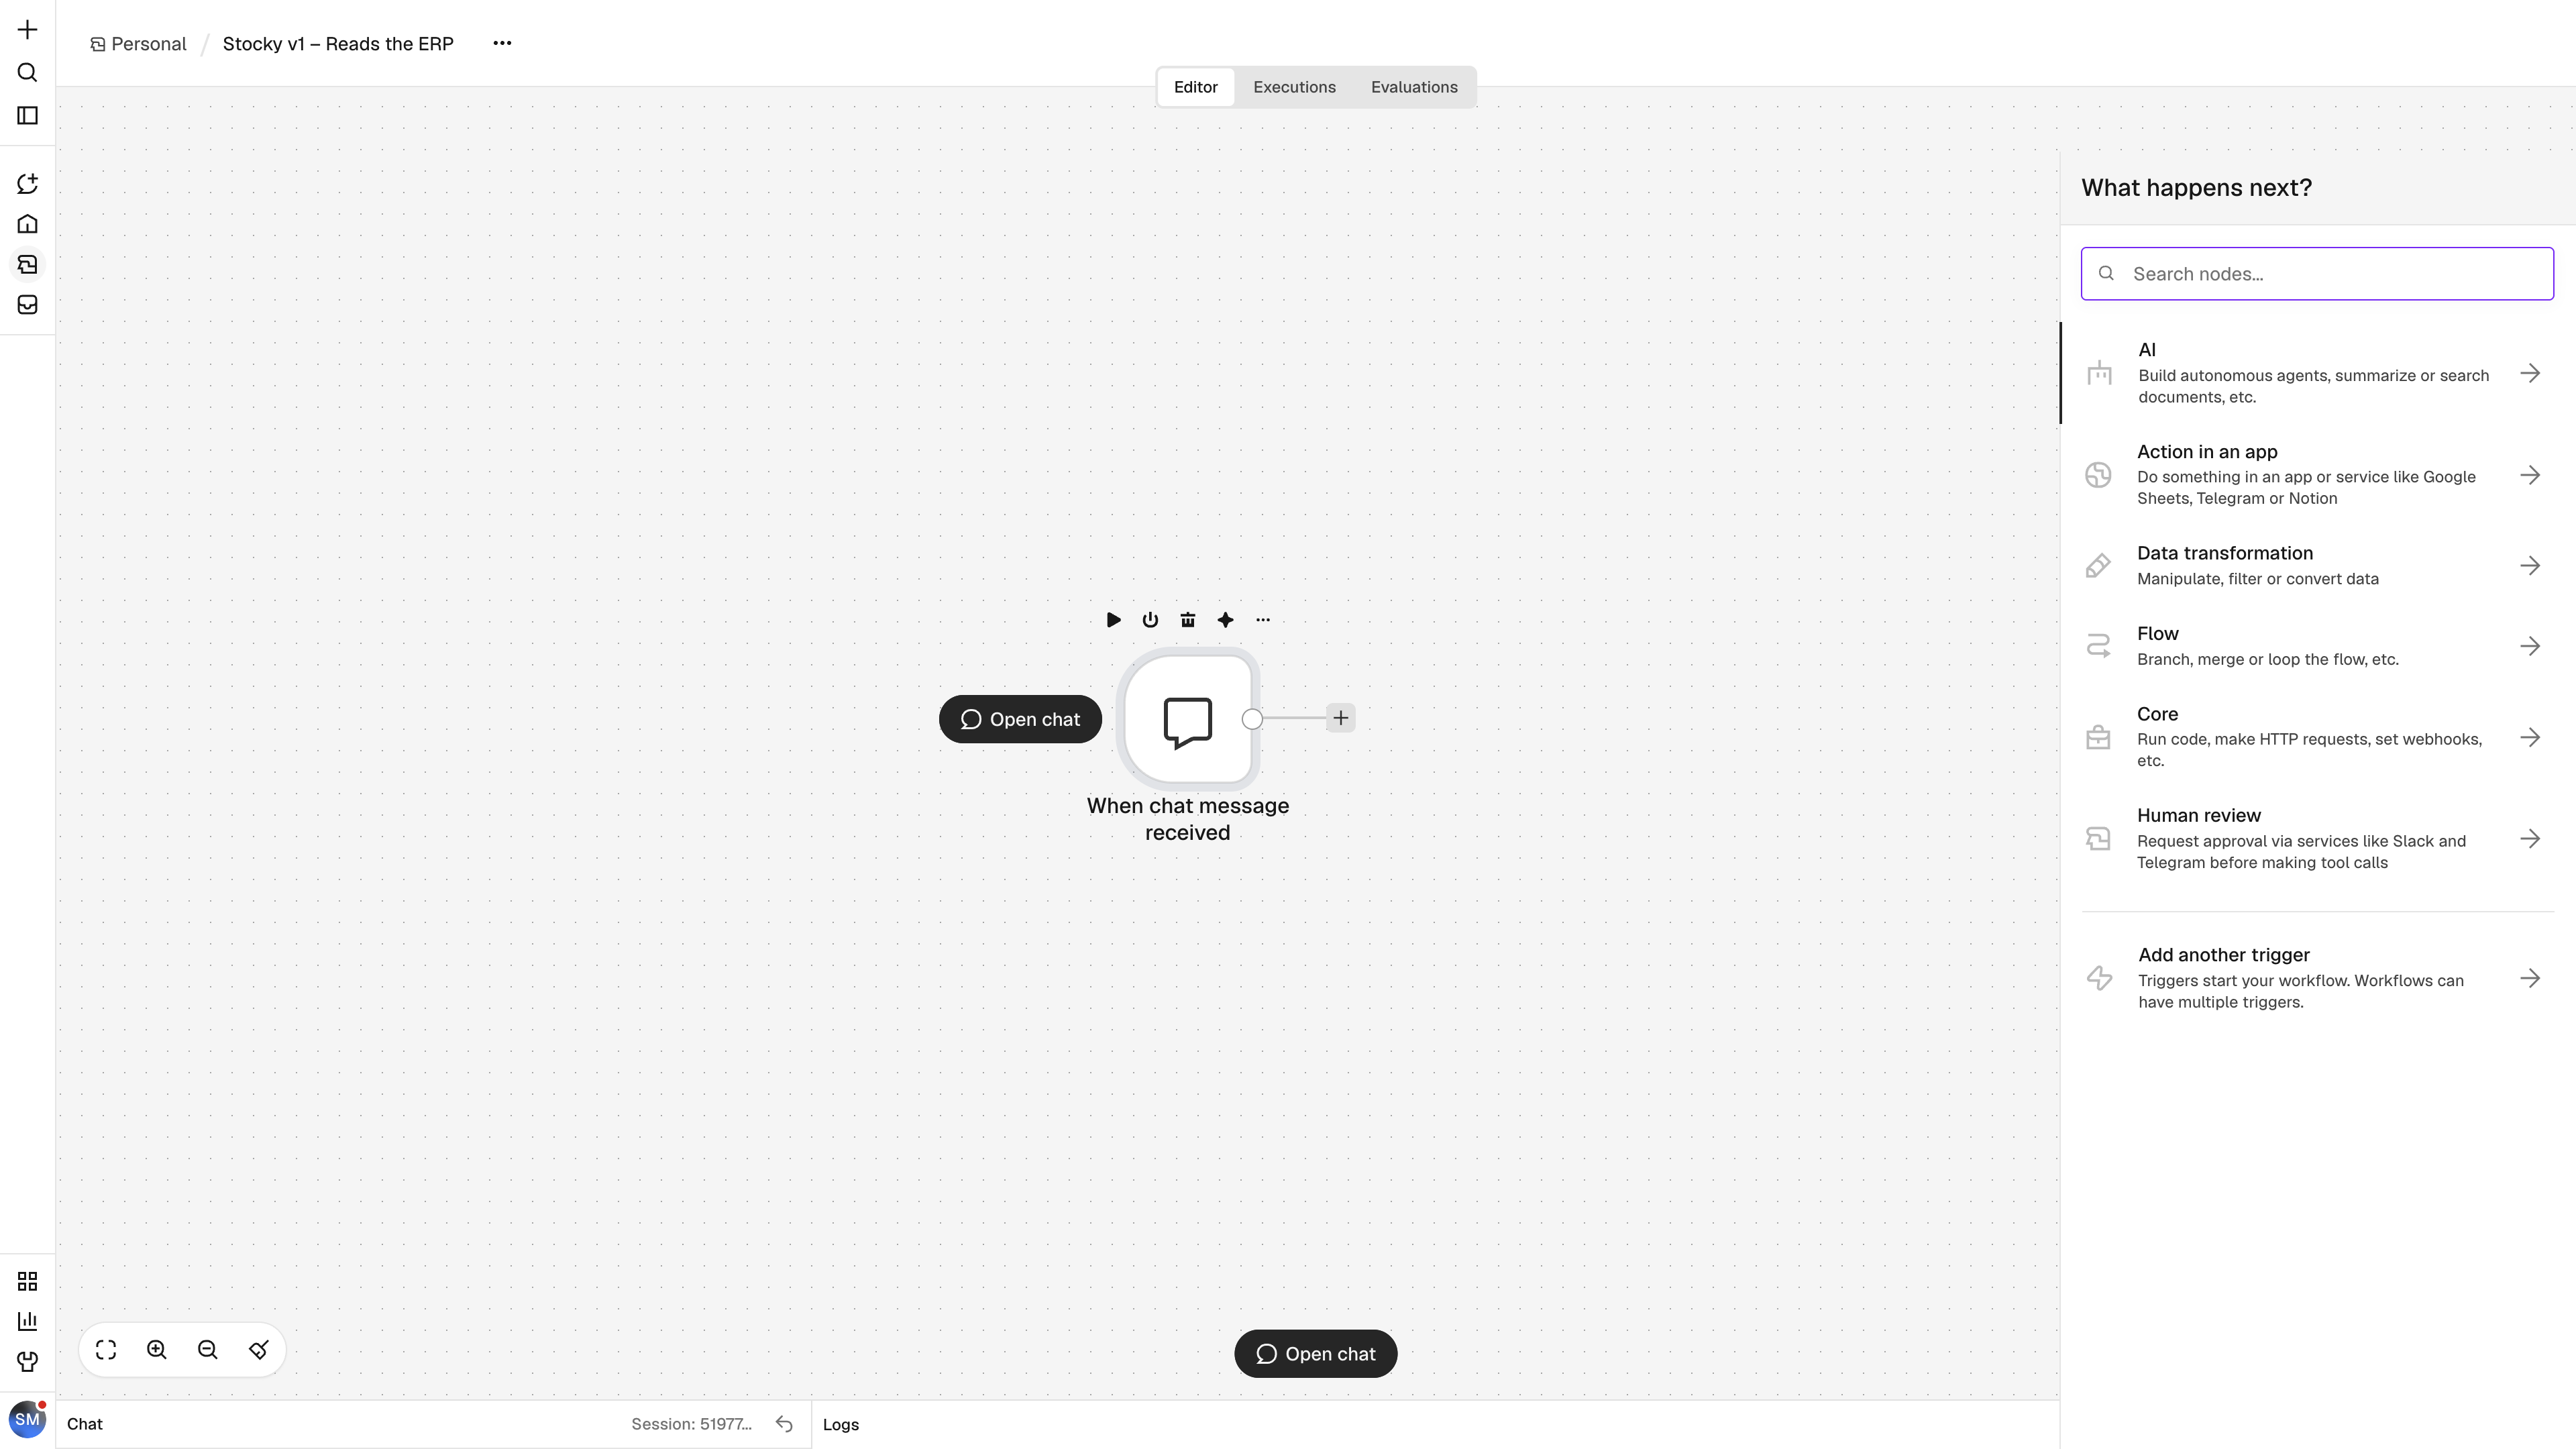 Personal / Stocky v1 – Reads the ERP
Editor Executions Evaluations
What happens next?
Search nodes...
AI
Build autonomous agents, summarize or search
documents, etc.
Action in an app
Do something in an app or service like Google
Sheets, Telegram or Notion
Data transformation
Manipulate, filter or convert data
Flow
Branch, merge or loop the flow, etc.
Core
Run code, make HTTP requests, set webhooks,
etc.
Human review
Request approval via services like Slack and
Telegram before making tool calls
Add another trigger
Triggers start your workflow. Workflows can
have multiple triggers.
Open chat
When chat message
received
Open chat
SM
Chat
Session: 51977...
Logs